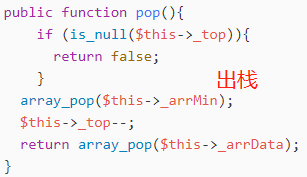 public function pop(){
    if (is_null($this->_top)){
      return false;
    }
  array_pop($this->_arrMin);
出栈
  $this->_top--;
  return array_pop($this->_arrData);
}